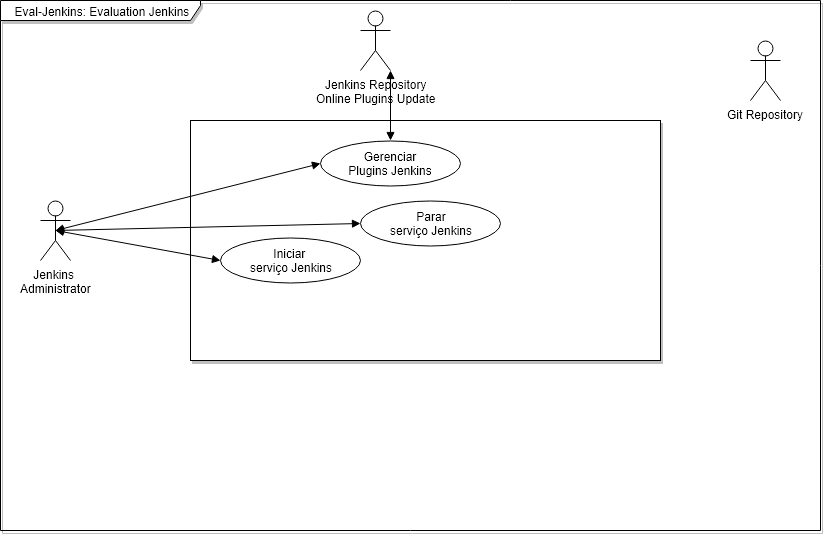 Eval-Jenkins: Evaluation Jenkins
Jenkins Repository
Online Plugins Update
Git Repository
Gerenciar
Plugins Jenkins
Parar
serviço Jenkins
Iniciar
serviço Jenkins
Jenkins
Administrator